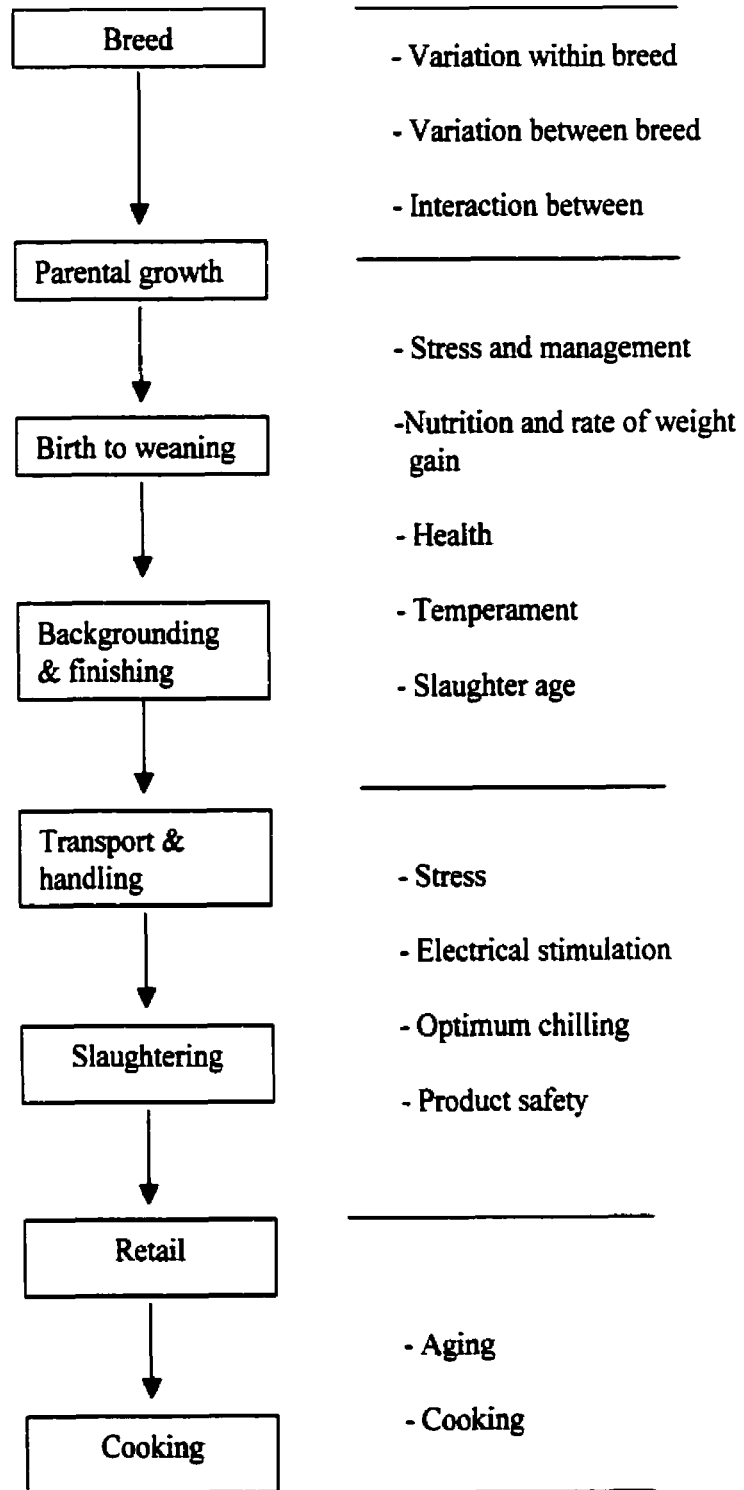 Breed
- Variation within breed
- Variation between breed
- Interaction between
Parental growth
- Stress and management
-Nutrition and rate of weight
gain
Birth to weaning
- Health
- Temperament
Backgrounding
& finishing
- Slaughter age
Transport &
handling
- Stress
- Electrical stimulation
- Optimum chilling
Slaughtering
- Product safety
Retail
- Aging
- Cooking
Cooking